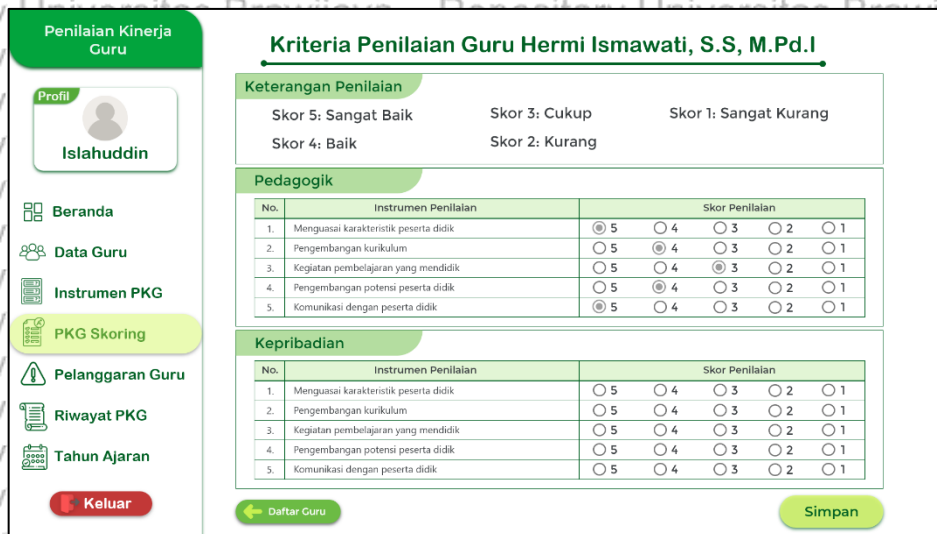 Penilaian Kinerja
Guru
Profil
Islahuddin
Beranda
Data Guru
Instrumen PKG
PKG Skoring
Pelanggaran Guru
Riwayat PKG
Tahun Ajaran
Keluar
Kriteria Penilaian Guru Hermi Ismawati, S.S, M.Pd.I
Keterangan Penilaian
Skor 5: Sangat Baik Skor 3: Cukup Skor 1: Sangat Kurang
Skor 4: Baik Skor 2: Kurang
Pedagogik
No. Instrumen Penilaian Skor Penilaian
1. Menguasai karakteristik peserta didik 5 4 3 2 1
2. Pengembangan kurikulum 5 4 3 2 1
3. Kegiatan pembelajaran yang mendidik 5 4 3 2 1
4. Pengembangan potensi peserta didik 5 4 3 2 1
5. Komunikasi dengan peserta didik 5 4 3 2 1
Kepribadian
No. Instrumen Penilaian Skor Penilaian
1. Menguasai karakteristik peserta didik 5 4 3 2 1
2. Pengembangan kurikulum 5 4 3 2 1
3. Kegiatan pembelajaran yang mendidik 5 4 3 2 1
4. Pengembangan potensi peserta didik 5 4 3 2 1
5. Komunikasi dengan peserta didik 5 4 3 2 1
Daftar Guru
Simpan